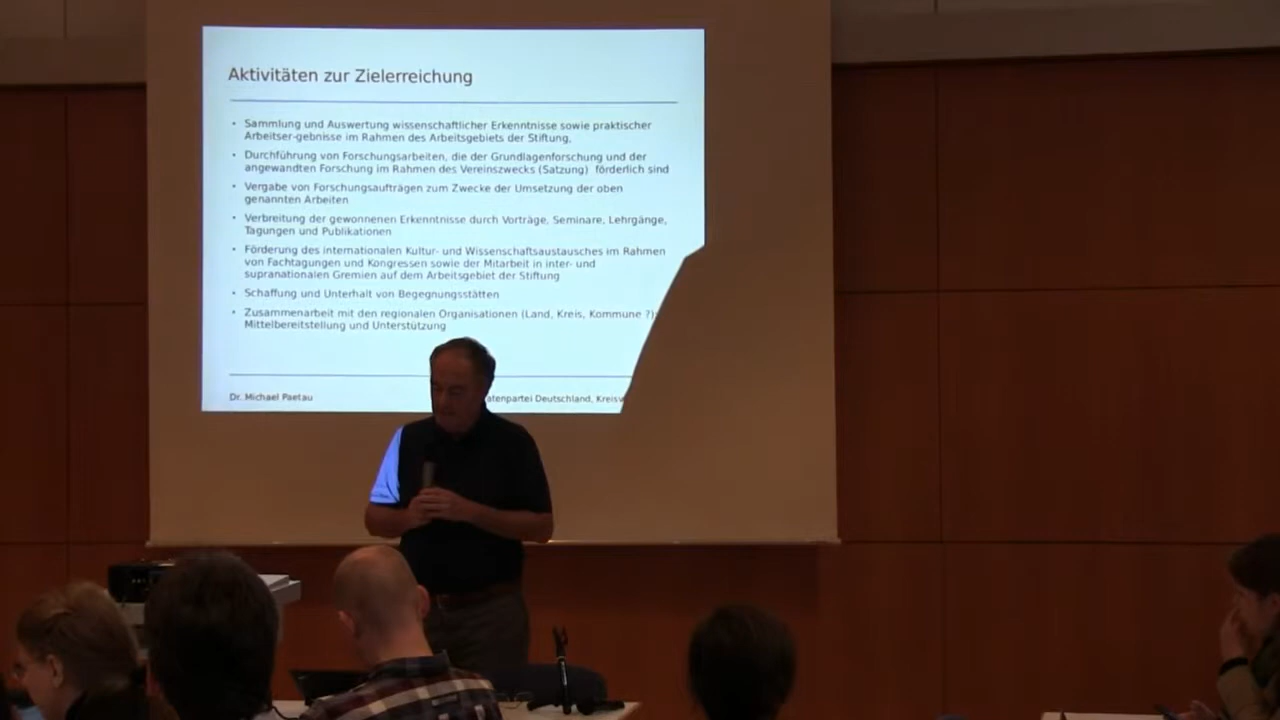 Aktivitäten zur Zielerreichung
• Sammlung und Auswertung wissenschaftlicher Erkenntnisse sowie praktischer
Arbeitser-gebnisse im Rahmen des Arbeitsgebiets der Stiftung,
• Durchführung von Forschungsarbeiten, die der Grundlagenforschung und der
angewandten Forschung im Rahmen des Vereinszwecks (Satzung) förderlich sind
• Vergabe von Forschungsaufträgen zum Zwecke der Umsetzung der oben
genannten Arbeiten
• Verbreitung der gewonnenen Erkenntnisse durch Vorträge, Seminare, Lehrgänge,
Tagungen und Publikationen
• Förderung des internationalen Kultur- und Wissenschaftsaustausches im Rahmen
von Fachtagungen und Kongressen sowie der Mitarbeit in inter- und
supranationalen Gremien auf dem Arbeitsgebiet der Stiftung
• Schaffung und Unterhalt von Begegnungsstätten
• Zusammenarbeit mit den regionalen Organisationen (Land, Kreis, Kommune ?);
Mittelbereitstellung und Unterstützung
Dr. Michael Paetau
atenpartei Deutschland, Kreisv